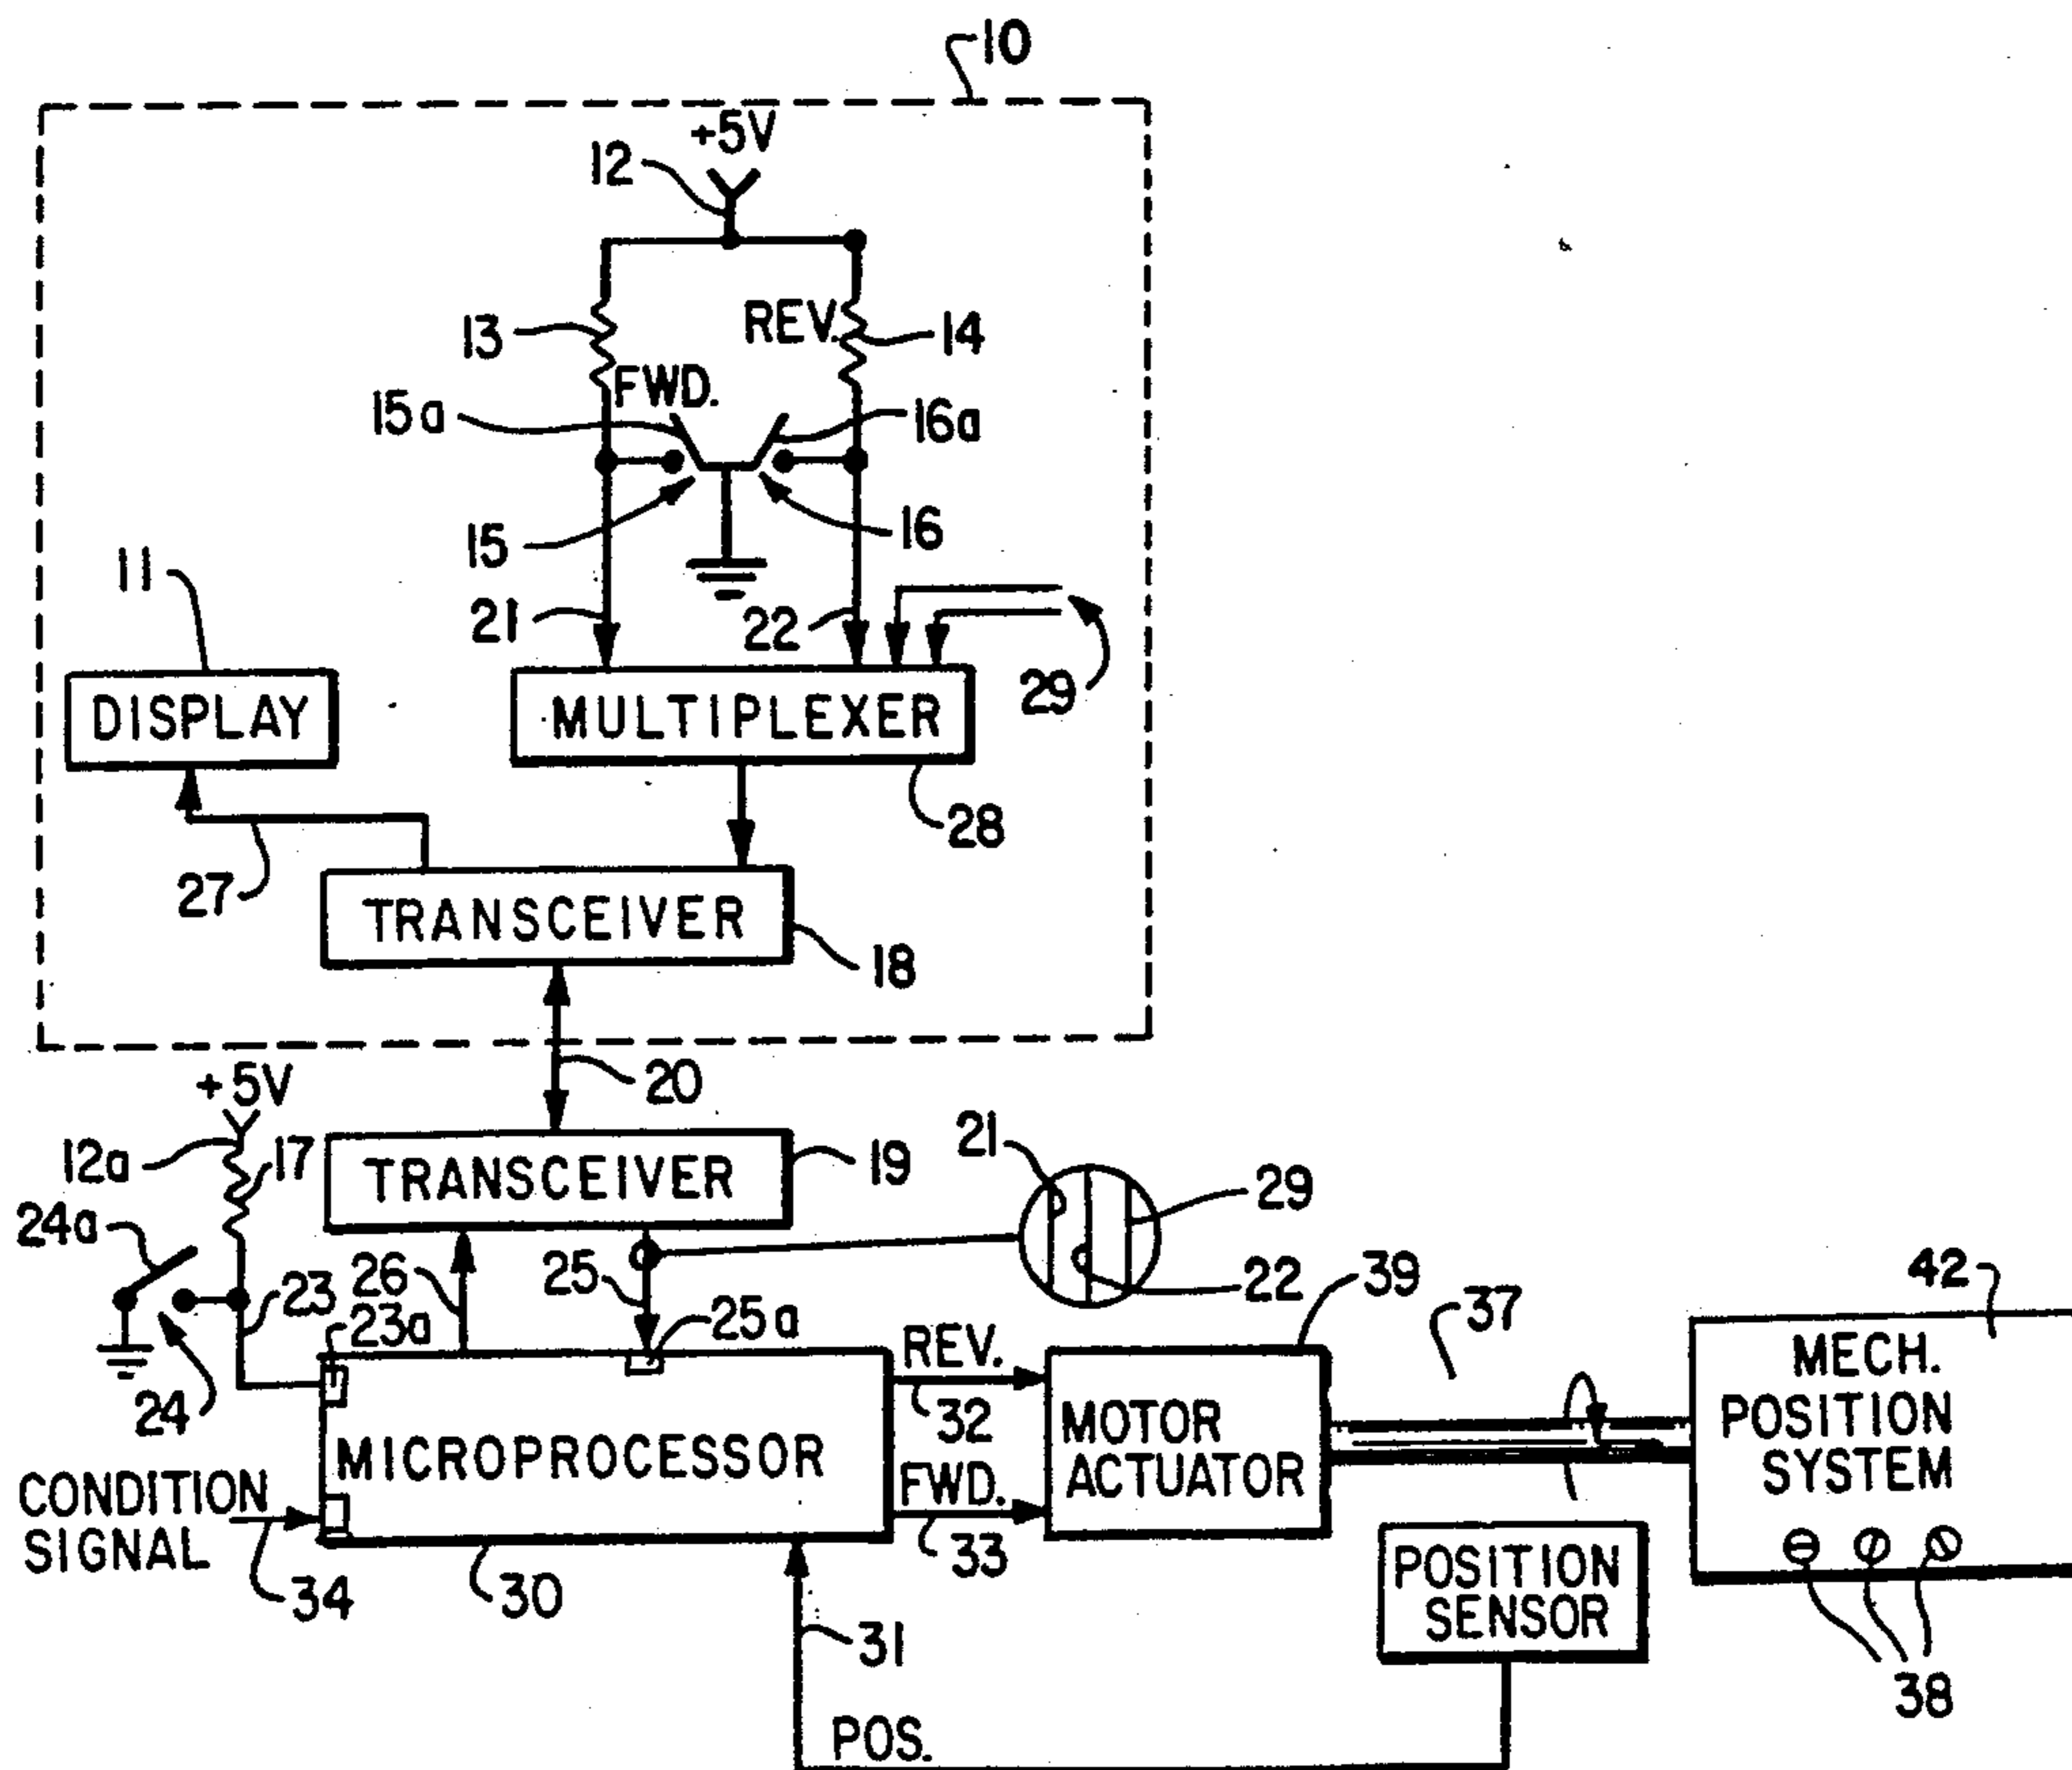 10
+5V
12
13
REV.
14
FWD.
15a
16a
15
16
11
21
22
29
DISPLAY
MULTIPLEXER
28
27
TRANSCEIVER
18
20
+5V
12a
17
TRANSCEIVER
19
21
29
24a
26
25
22
39
42
23
23a
25a
37
REV.
MECH.
24
32
MOTOR
POSITION
MICROPROCESSOR
ACTUATOR
SYSTEM
CONDITION
FWD.
SIGNAL
33
POSITION
34
30
SENSOR
31
38
POS.